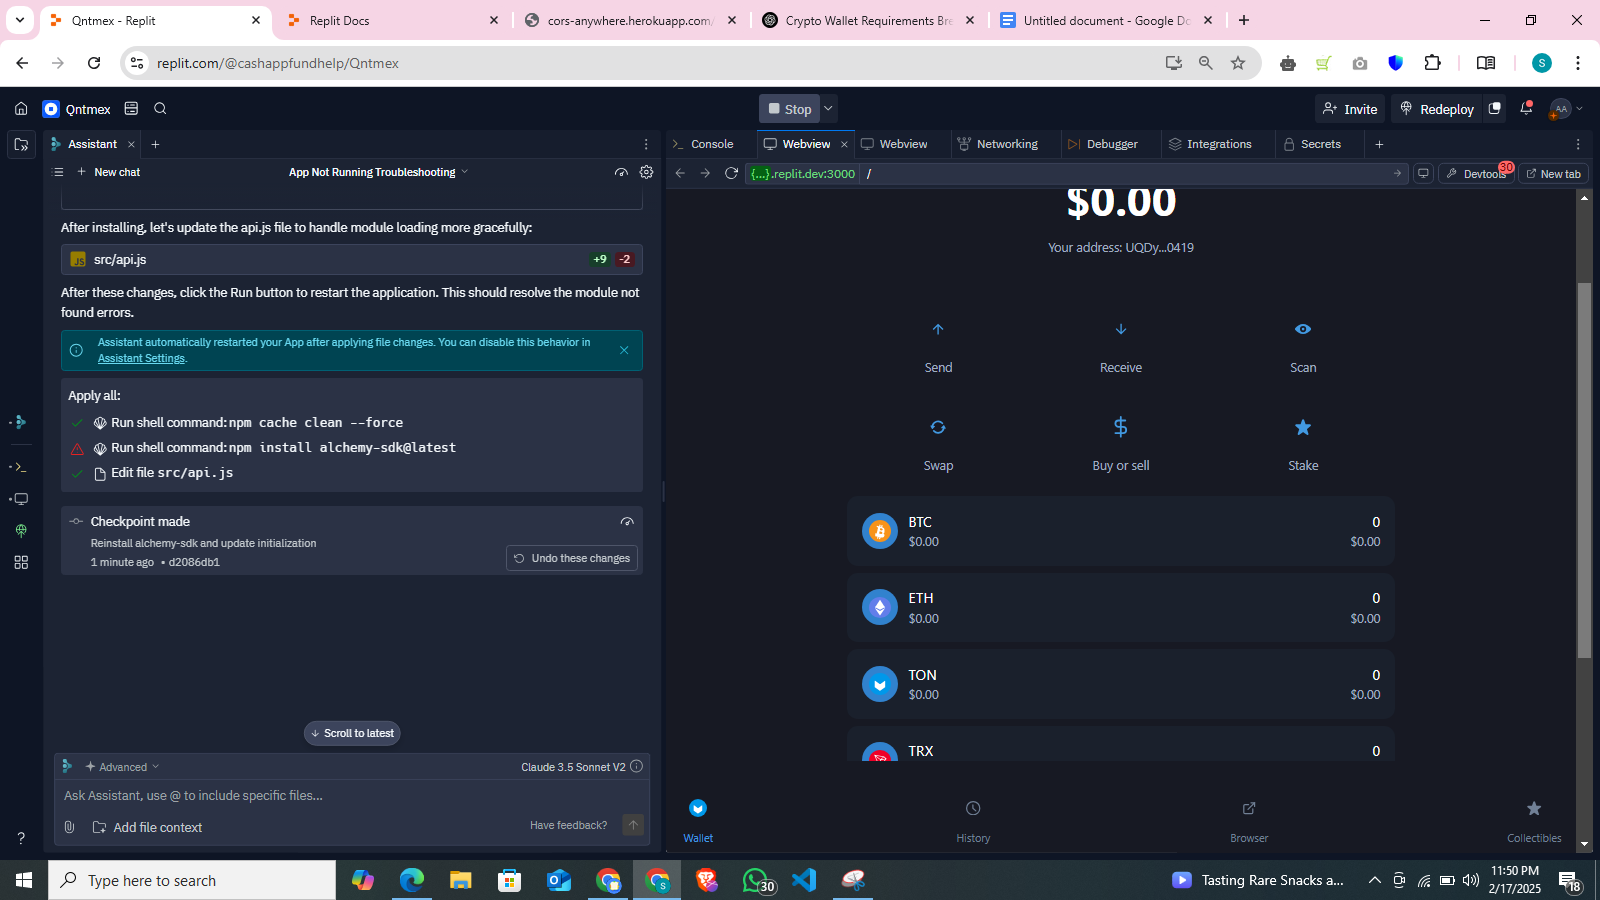 Qntmex - Replit
Replit Docs
cors-anywhere.herokuapp.com/
Crypto Wallet Requirements Bre
Untitled document - Google Do
replit.com/@cashappfundhelp/Qntmex
S
Qntmex
Stop
Invite
Redeploy
AA
Assistant
Console
Webview
Webview
Networking
Debugger
Integrations
Secrets
New chat
App Not Running Troubleshooting
{...}.replit.dev:3000
/
Devtools
30
New tab
After installing, let's update the api.js file to handle module loading more gracefully:
JS
src/api.js
+9
-2
After these changes, click the Run button to restart the application. This should resolve the module not
found errors.
Assistant automatically restarted your App after applying file changes. You can disable this behavior in
Assistant Settings.
Apply all:
Run shell command: npm cache clean --force
Run shell command: npm install alchemy-sdk@latest
Edit file src/api.js
Checkpoint made
Reinstall alchemy-sdk and update initialization
1 minute ago • d2086db1
Undo these changes
Scroll to latest
Advanced
Claude 3.5 Sonnet V2
Ask Assistant, use @ to include specific files...
Add file context
Have feedback?
$0.00
Your address: UQDy...0419
Send
Receive
Scan
Swap
Buy or sell
Stake
BTC
0
$0.00
$0.00
ETH
0
$0.00
$0.00
TON
0
$0.00
$0.00
TRX
0
Wallet
History
Browser
Collectibles
?
Type here to search
S
30
Tasting Rare Snacks a...
11:50 PM
2/17/2025
18